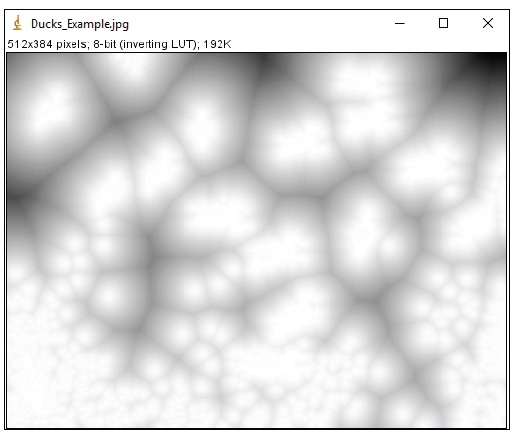 Ducks_Example.jpg
512x384 pixels; 8-bit (inverting LUT); 192K